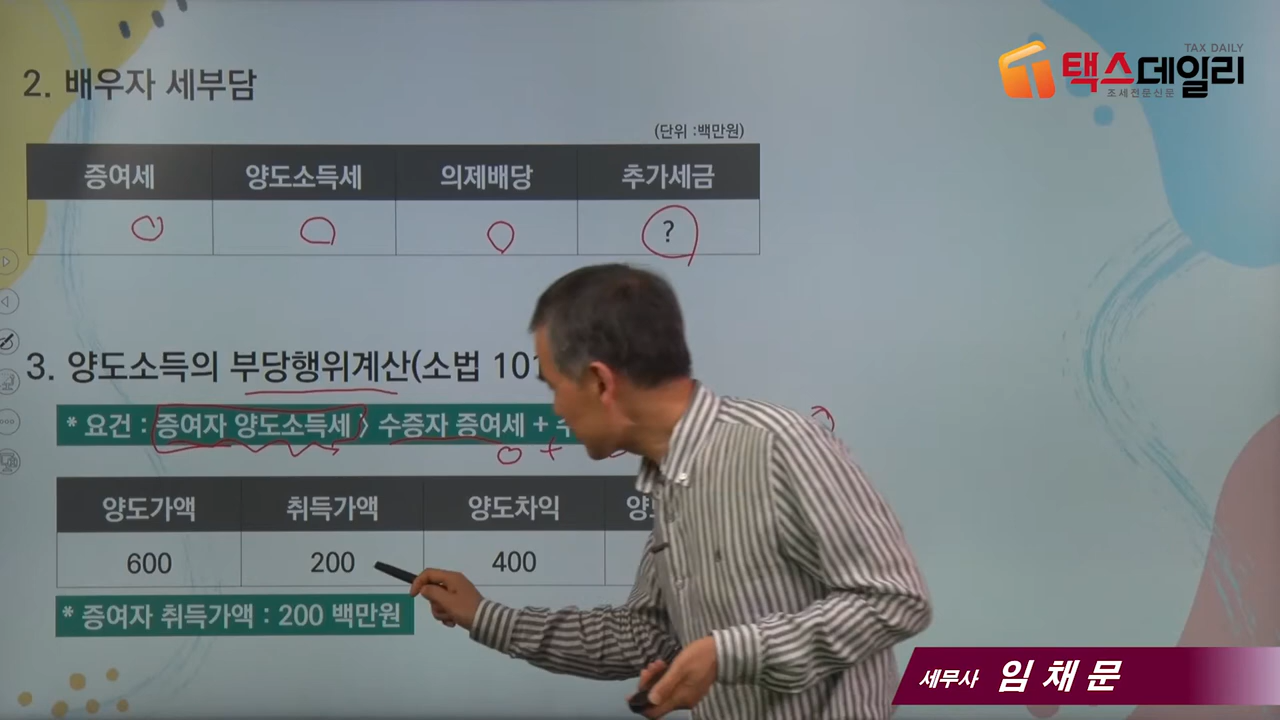 TAX DAILY
택스데일리
조세전문신문
2. 배우자 세부담
(단위 :백만원)
증여세 양도소득세 의제배당 추가세금
0 0 0 ?
3. 양도소득의 부당행위계산(소법
* 요건 : 증여자 양도소득세 > 수증자 증여세 +
0 +
양도가액 취득가액 양도차익
600 200 400
* 증여자 취득가액 : 200 백만원
세무사 임채문